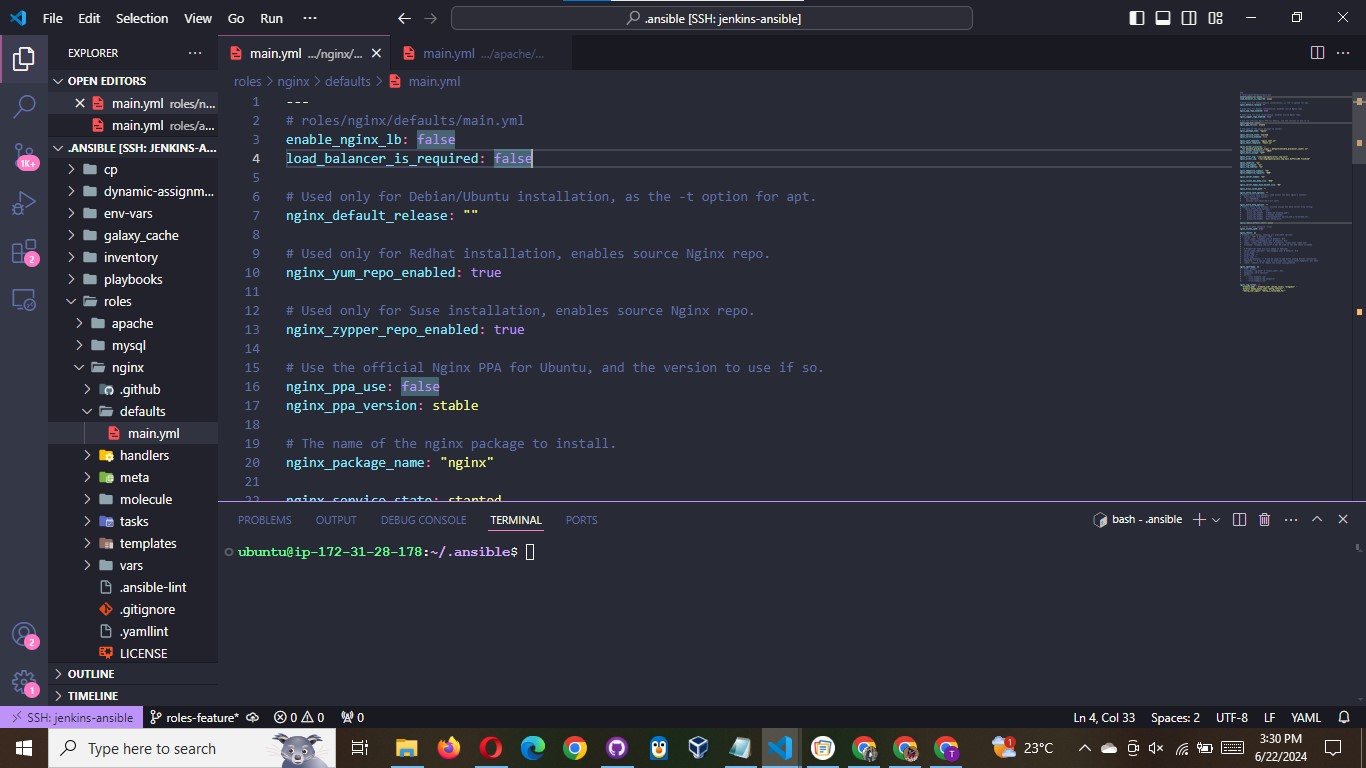 File Edit Selection View Go Run ···
.ansible [SSH: jenkins-ansible]
EXPLORER
OPEN EDITORS
main.yml roles/n...
main.yml roles/a...
.ANSIBLE [SSH: JENKINS-A...
cp
dynamic-assignm...
env-vars
galaxy_cache
inventory
playbooks
roles
apache
mysql
nginx
.github
defaults
main.yml
handlers
meta
molecule
tasks
templates
vars
.ansible-lint
.gitignore
.yamllint
LICENSE
OUTLINE
TIMELINE
1K+
2
2
1
main.yml .../nginx/...
main.yml .../apache/...
roles > nginx > defaults > main.yml
1 ---
2 # roles/nginx/defaults/main.yml
3 enable_nginx_lb: false
4 load_balancer_is_required: false
5
6 # Used only for Debian/Ubuntu installation, as the -t option for apt.
7 nginx_default_release: ""
8
9 # Used only for Redhat installation, enables source Nginx repo.
10 nginx_yum_repo_enabled: true
11
12 # Used only for Suse installation, enables source Nginx repo.
13 nginx_zypper_repo_enabled: true
14
15 # Use the official Nginx PPA for Ubuntu, and the version to use if so.
16 nginx_ppa_use: false
17 nginx_ppa_version: stable
18
19 # The name of the nginx package to install.
20 nginx_package_name: "nginx"
21
22 nginx_service_state: started
PROBLEMS OUTPUT DEBUG CONSOLE TERMINAL PORTS
bash - .ansible
ubuntu@ip-172-31-28-178:~/.ansible$
SSH: jenkins-ansible roles-feature* 0 0 0
Ln 4, Col 33 Spaces: 2 UTF-8 LF YAML
Type here to search
1 23°C
3:30 PM
6/22/2024